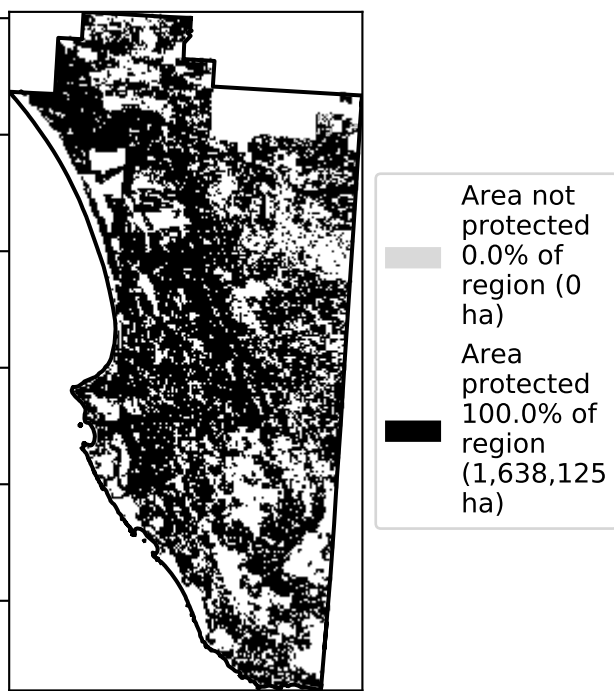 Area not
protected
0.0% of
region (0
ha)
Area
protected
100.0% of
region
(1,638,125
ha)